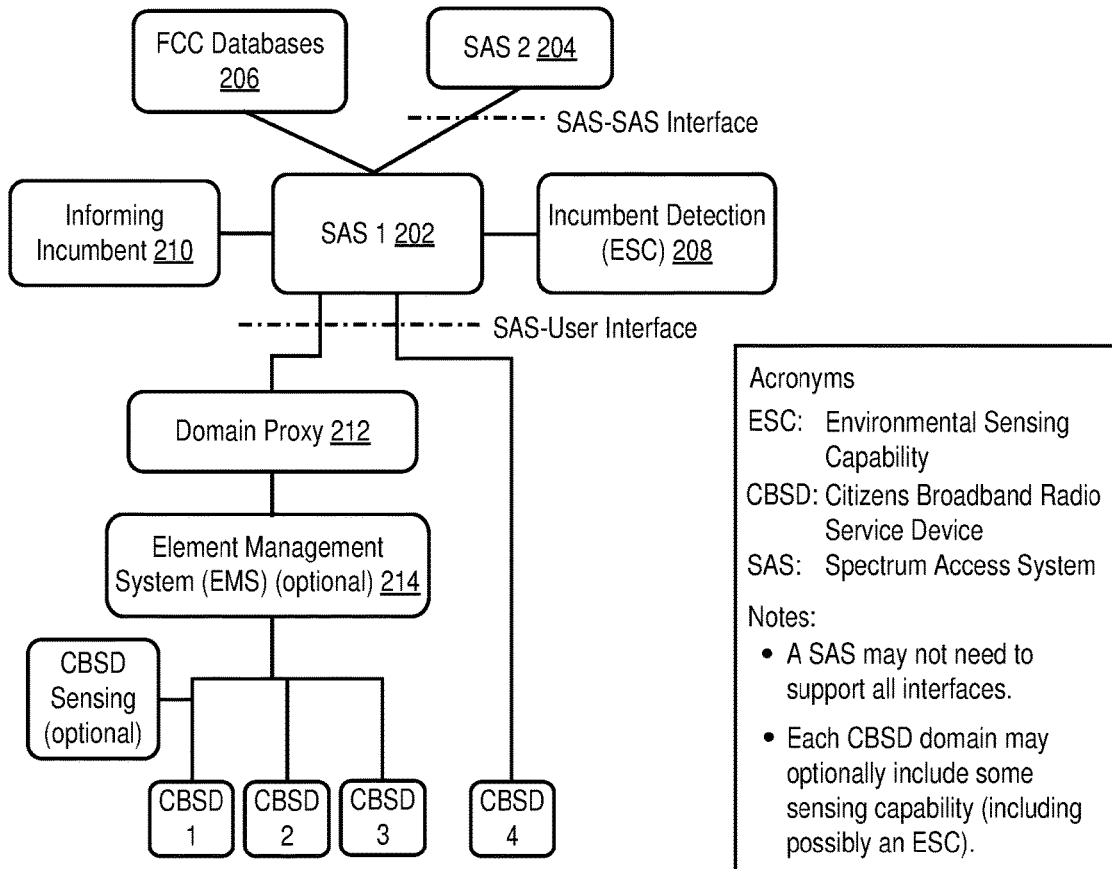 FCC Databases
206
SAS 2 204
SAS-SAS Interface
Informing
Incumbent 210
SAS 1 202
Incumbent Detection
(ESC) 208
SAS-User Interface
Domain Proxy 212
Element Management
System (EMS) (optional) 214
CBSD
Sensing
(optional)
CBSD
1
CBSD
2
CBSD
3
CBSD
4
Acronyms
ESC: Environmental Sensing
Capability
CBSD: Citizens Broadband Radio
Service Device
SAS: Spectrum Access System
Notes:
• A SAS may not need to
support all interfaces.
• Each CBSD domain may
optionally include some
sensing capability (including
possibly an ESC).